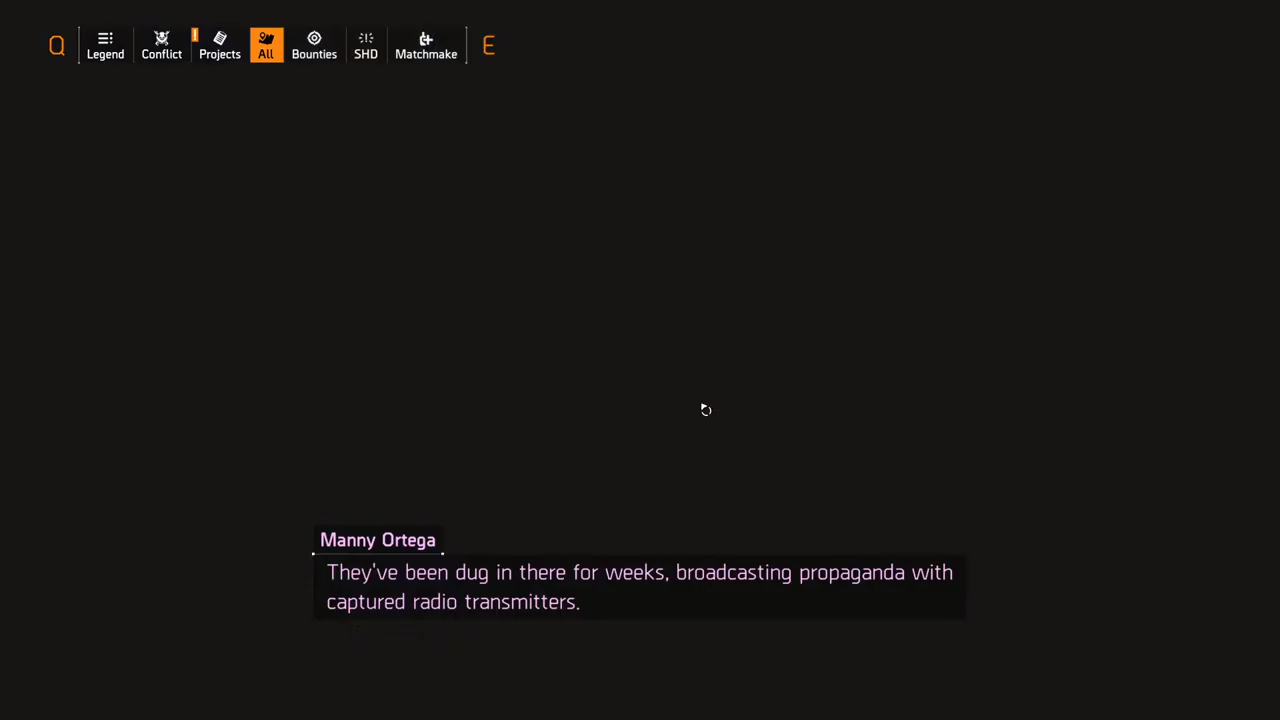 Q Legend Conflict Projects All Bounties SHD Matchmake E
Manny Ortega
They've been dug in there for weeks, broadcasting propaganda with
captured radio transmitters.